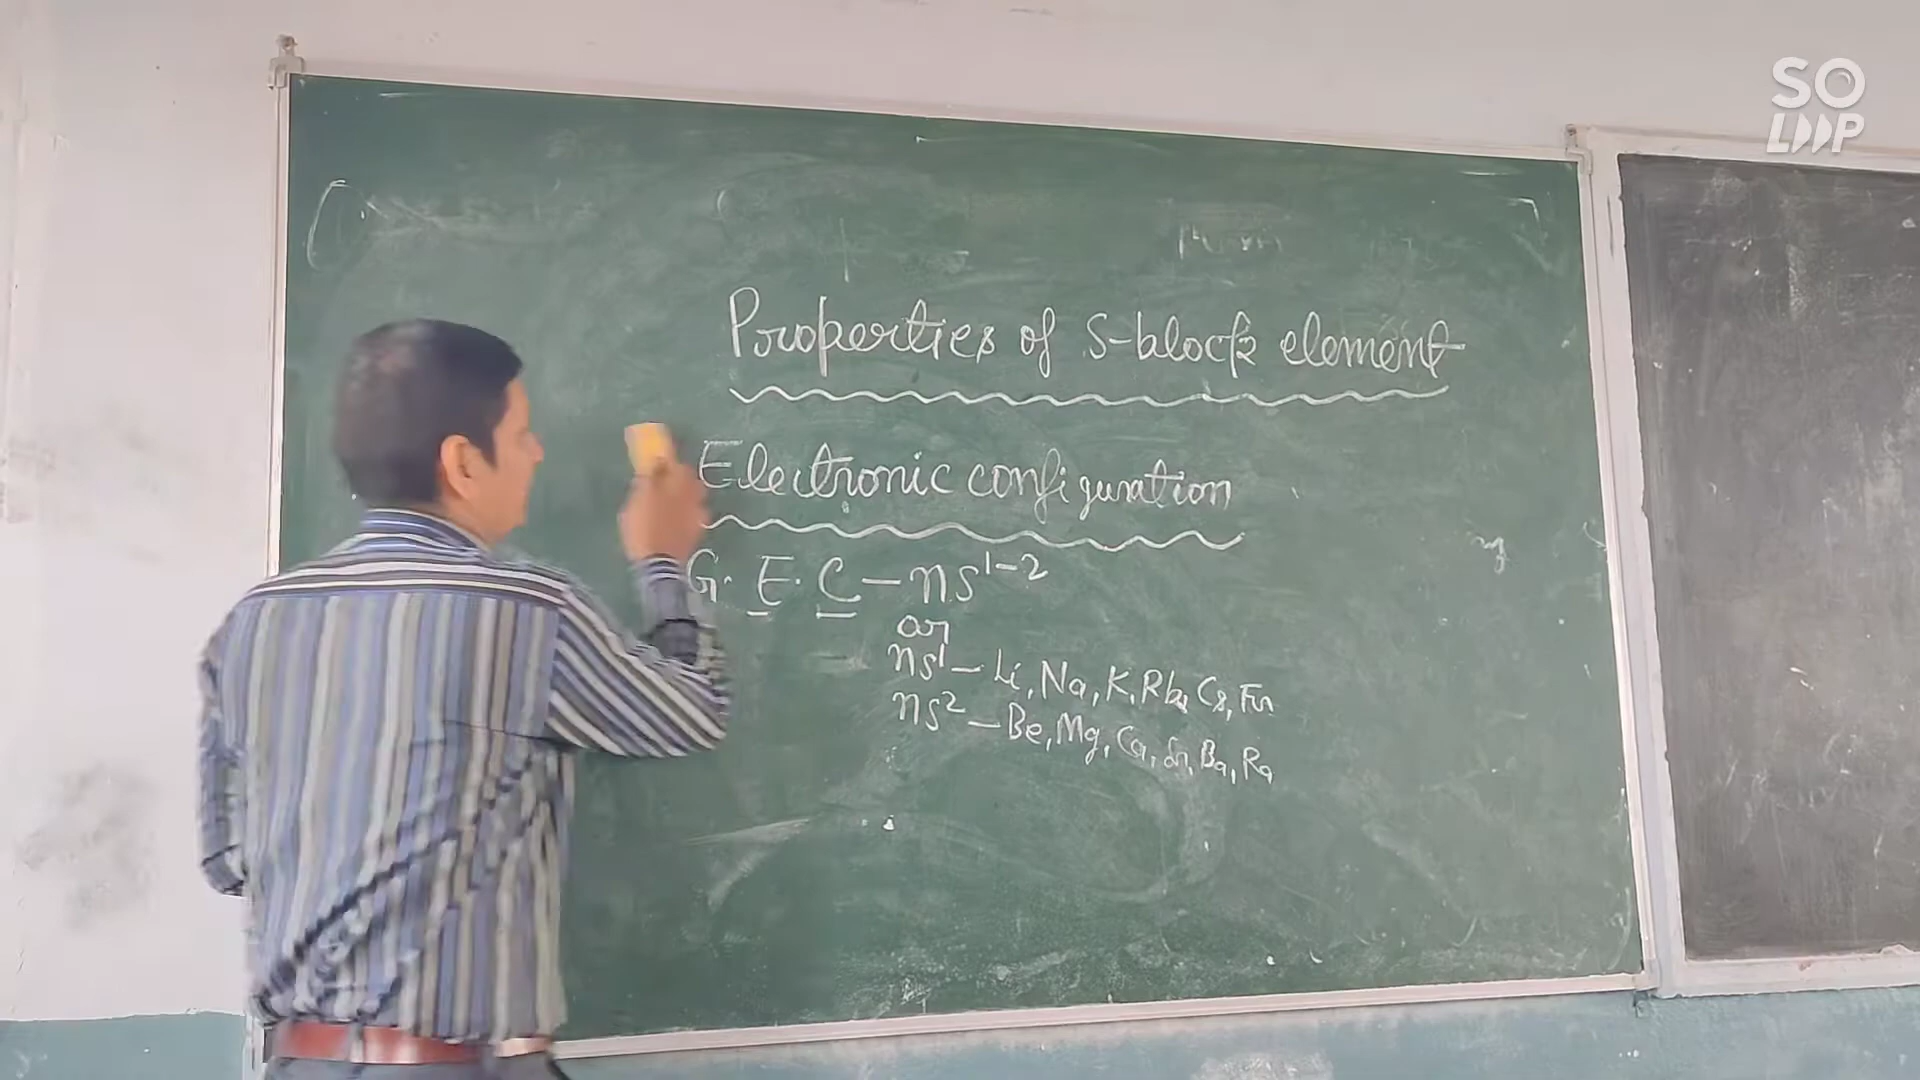 SO
LOOP
Properties of S-block element
Electronic configuration
G. E. C – ns¹⁻²
or
ns¹ – Li, Na, K, Rb, Cs, Fr
ns² – Be, Mg, Ca, Sr, Ba, Ra